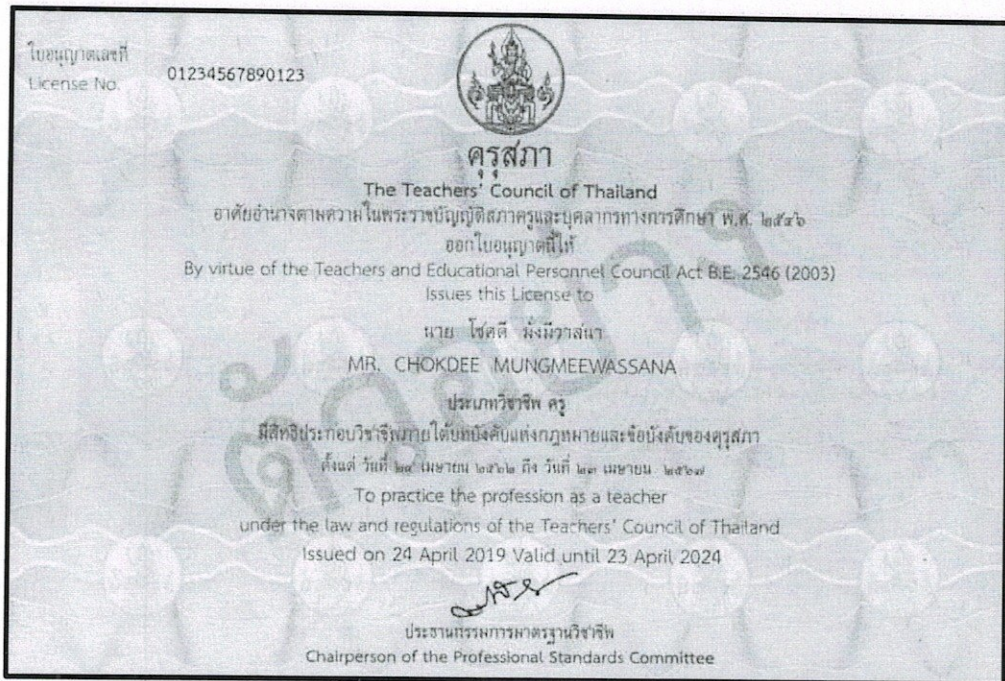 ใบอนุญาตเลขที่
License No. 01234567890123
คุรุสภา
The Teachers' Council of Thailand
อาศัยอำนาจตามความในพระราชบัญญัติสภาครูและบุคลากรทางการศึกษา พ.ศ. ๒๕๔๖
ออกใบอนุญาตนี้ให้
By virtue of the Teachers and Educational Personnel Council Act B.E. 2546 (2003)
Issues this License to
นาย โชคดี มั่งมีวาสนา
MR. CHOKDEE MUNGMEEWASSANA
ประเภทวิชาชีพ ครู
มีสิทธิประกอบวิชาชีพภายใต้บทบังคับแห่งกฎหมายและข้อบังคับของคุรุสภา
ตั้งแต่ วันที่ ๒๔ เมษายน ๒๕๖๒ ถึง วันที่ ๒๓ เมษายน ๒๕๖๗
To practice the profession as a teacher
under the law and regulations of the Teachers' Council of Thailand
Issued on 24 April 2019 Valid until 23 April 2024
ประธานกรรมการมาตรฐานวิชาชีพ
Chairperson of the Professional Standards Committee
ตัวอย่าง